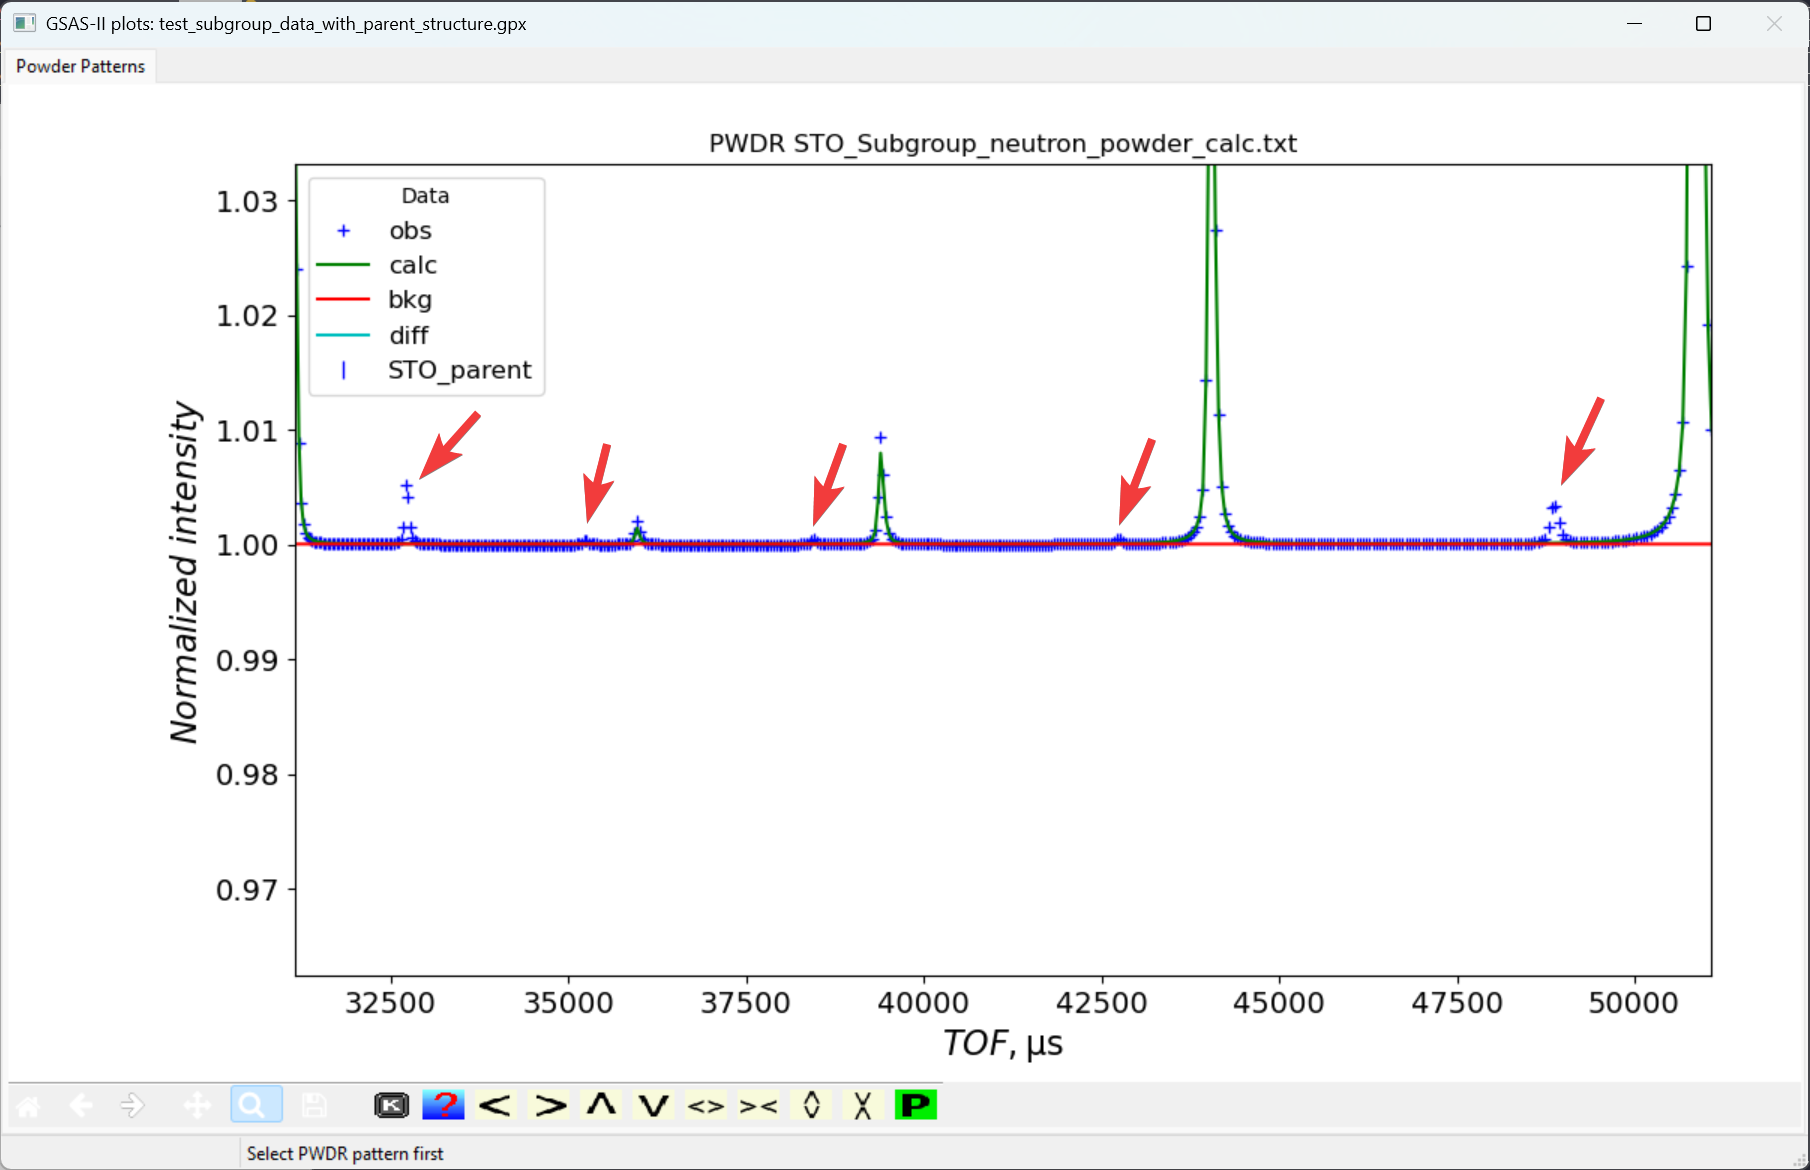 GSAS-II plots: test_subgroup_data_with_parent_structure.gpx
Powder Patterns
PWDR STO_Subgroup_neutron_powder_calc.txt
Data
obs
calc
bkg
diff
STO_parent
1.03
1.02
1.01
1.00
0.99
0.98
0.97
Normalized intensity
32500 35000 37500 40000 42500 45000 47500 50000
TOF, μs
K ? < > Λ V <> >< P
Select PWDR pattern first